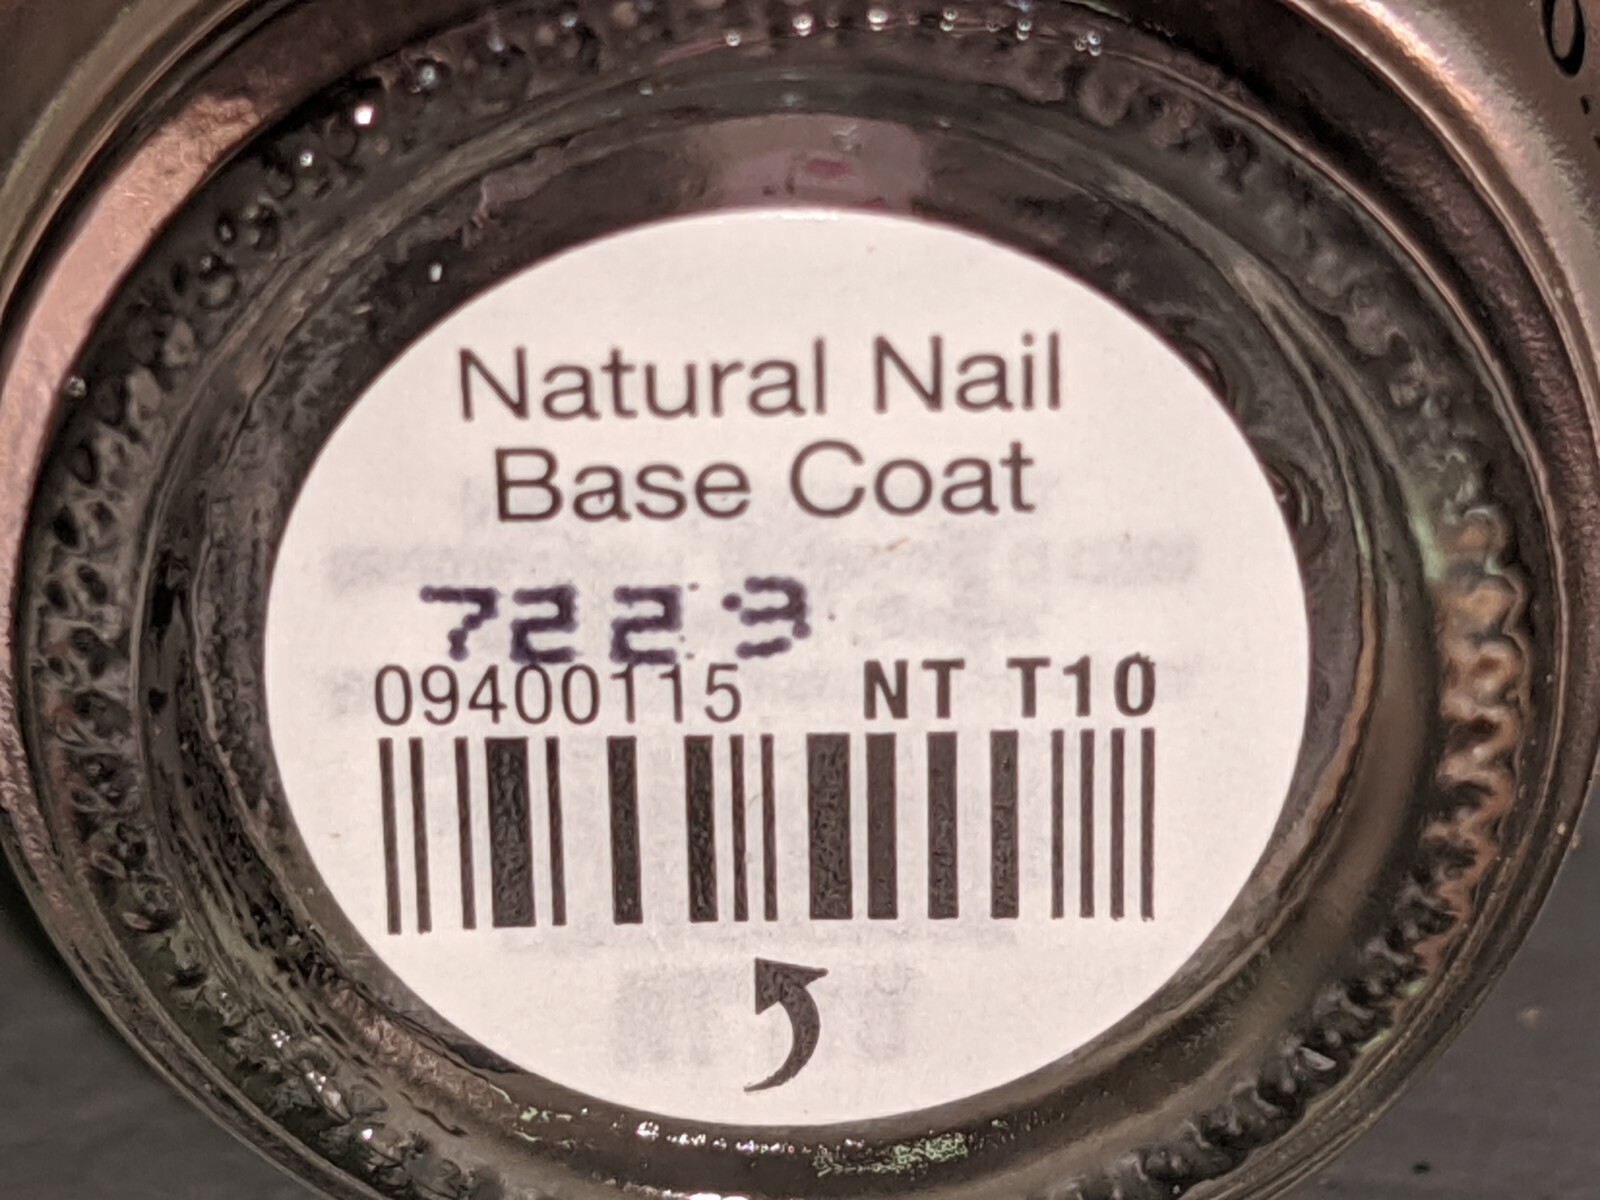 Natural Nail
Base Coat
7223
09400115 NT T10